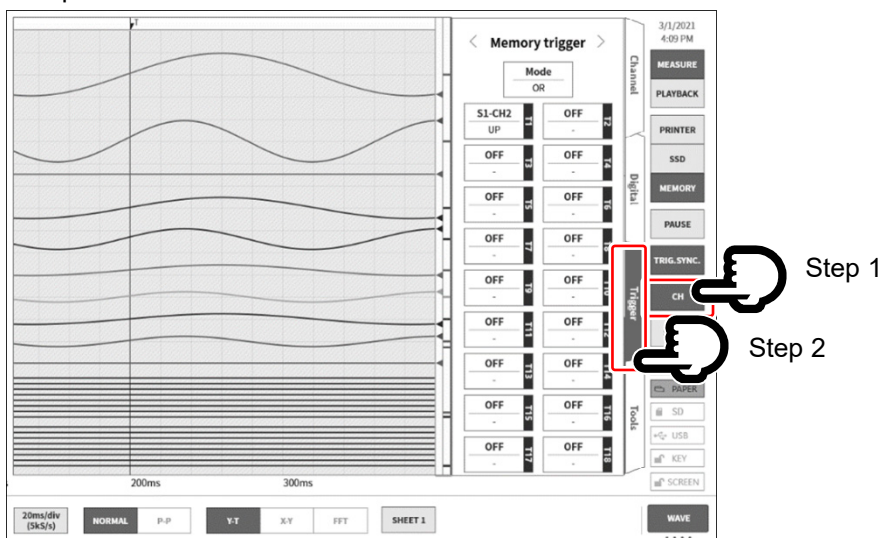 T
200ms
300ms
Memory trigger
Mode
OR
S1-CH2
UP
T1
OFF
-
T2
OFF
-
T3
OFF
-
T4
OFF
-
T5
OFF
-
T6
OFF
-
T7
OFF
-
T8
OFF
-
T9
OFF
-
T10
OFF
-
T11
OFF
-
T12
OFF
-
T13
OFF
-
T14
OFF
-
T15
OFF
-
T16
OFF
-
T17
OFF
-
T18
Channel
Digital
Trigger
Tools
3/1/2021
4:09 PM
MEASURE
PLAYBACK
PRINTER
SSD
MEMORY
PAUSE
TRIG.SYNC.
CH
PAPER
SD
USB
KEY
SCREEN
Step 1
Step 2
20ms/div
(5kS/s)
NORMAL
P-P
Y-T
X-Y
FFT
SHEET 1
WAVE